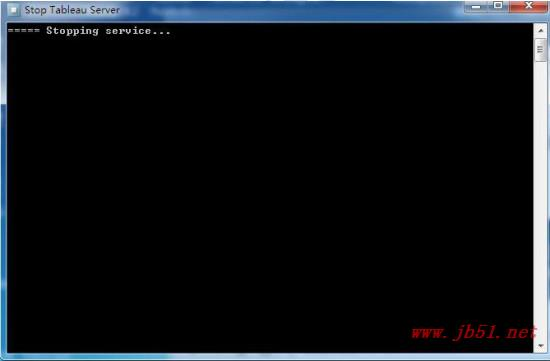 Stop Tableau Server
===== Stopping service...
www.jb51.net